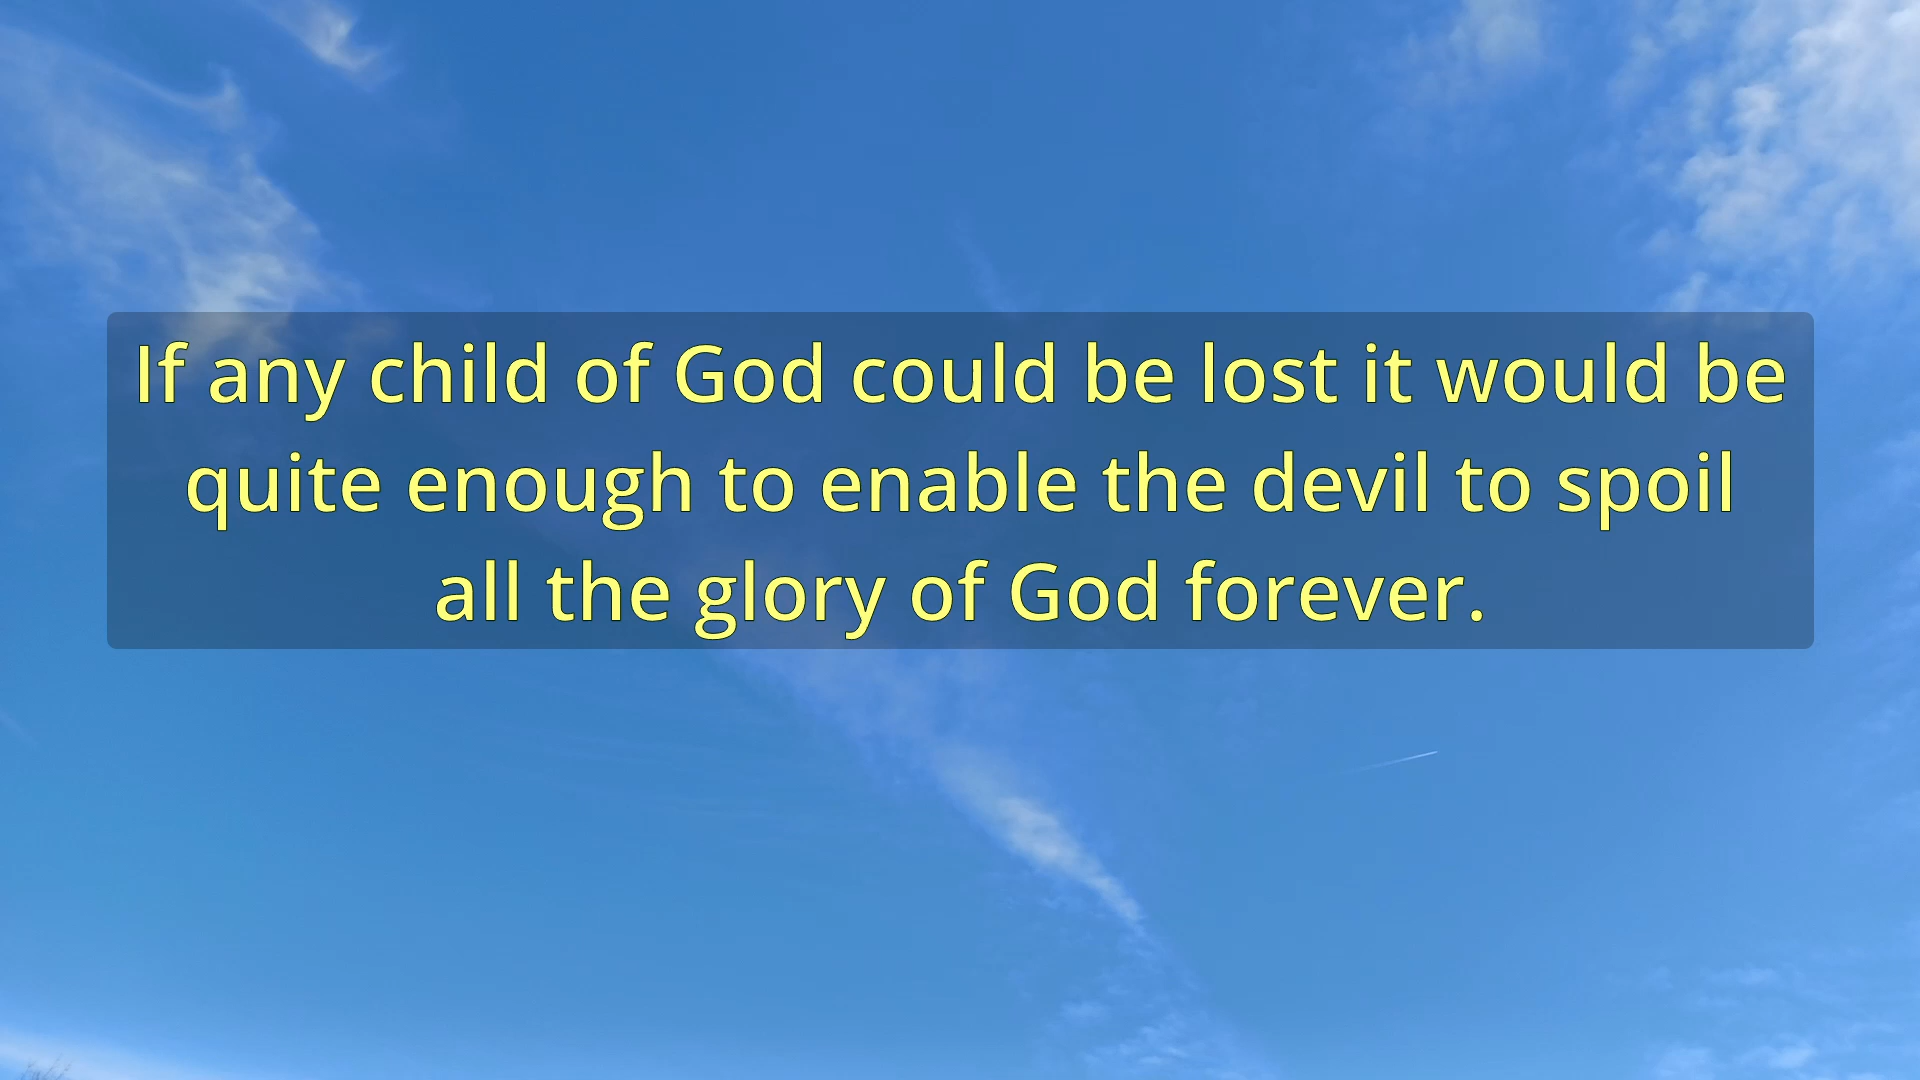 If any child of God could be lost it would be
quite enough to enable the devil to spoil
all the glory of God forever.